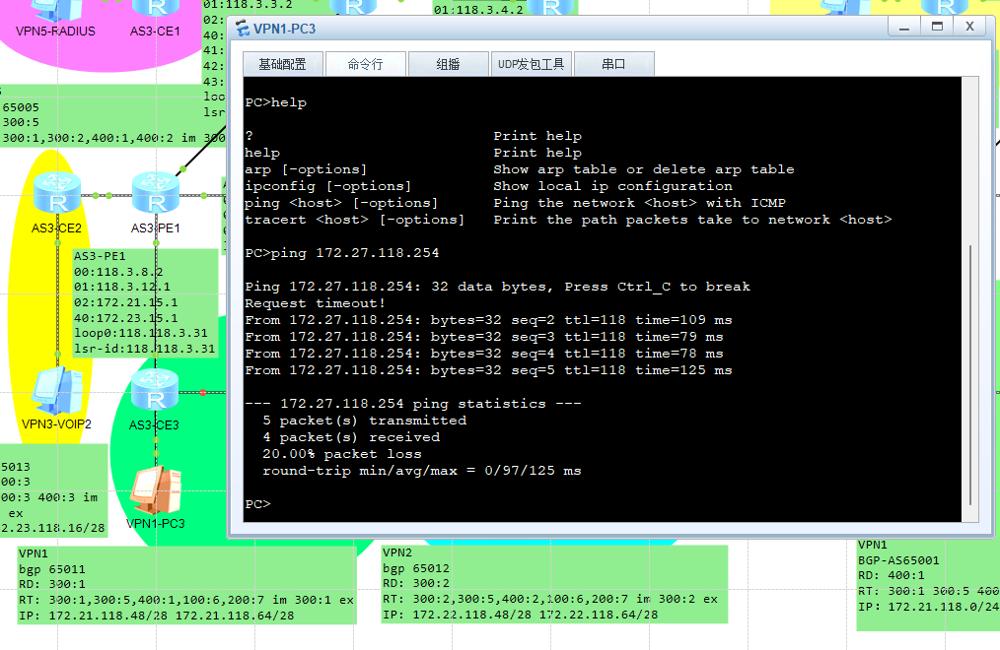 VPN5-RADIUS
AS3-CE1
01:118.3.3.2
02:
40:
41:
42:
43:
loo
lsr
01:118.3.4.2
65005
300:5
300:1,300:2,400:1,400:2 im 300
AS3-CE2
AS3-PE1
AS3-PE1
00:118.3.8.2
01:118.3.12.1
02:172.21.15.1
40:172.23.15.1
loop0:118.118.3.31
lsr-id:118.118.3.31
VPN3-VOIP2
AS3-CE3
VPN1-PC3
5013
00:3
00:3 400:3 im
ex
2.23.118.16/28
VPN1-PC3
基础配置
命令行
组播
UDP发包工具
串口
PC>help
? Print help
help Print help
arp [-options] Show arp table or delete arp table
ipconfig [-options] Show local ip configuration
ping <host> [-options] Ping the network <host> with ICMP
tracert <host> [-options] Print the path packets take to network <host>
PC>ping 172.27.118.254
Ping 172.27.118.254: 32 data bytes, Press Ctrl_C to break
Request timeout!
From 172.27.118.254: bytes=32 seq=2 ttl=118 time=109 ms
From 172.27.118.254: bytes=32 seq=3 ttl=118 time=79 ms
From 172.27.118.254: bytes=32 seq=4 ttl=118 time=78 ms
From 172.27.118.254: bytes=32 seq=5 ttl=118 time=125 ms
--- 172.27.118.254 ping statistics ---
5 packet(s) transmitted
4 packet(s) received
20.00% packet loss
round-trip min/avg/max = 0/97/125 ms
PC>
VPN1
bgp 65011
RD: 300:1
RT: 300:1,300:5,400:1,100:6,200:7 im 300:1 ex
IP: 172.21.118.48/28 172.21.118.64/28
VPN2
bgp 65012
RD: 300:2
RT: 300:2,300:5,400:2,100:6,200:7 im 300:2 ex
IP: 172.22.118.48/28 172.22.118.64/28
VPN1
BGP-AS65001
RD: 400:1
RT: 300:1 300:5 400
IP: 172.21.118.0/24